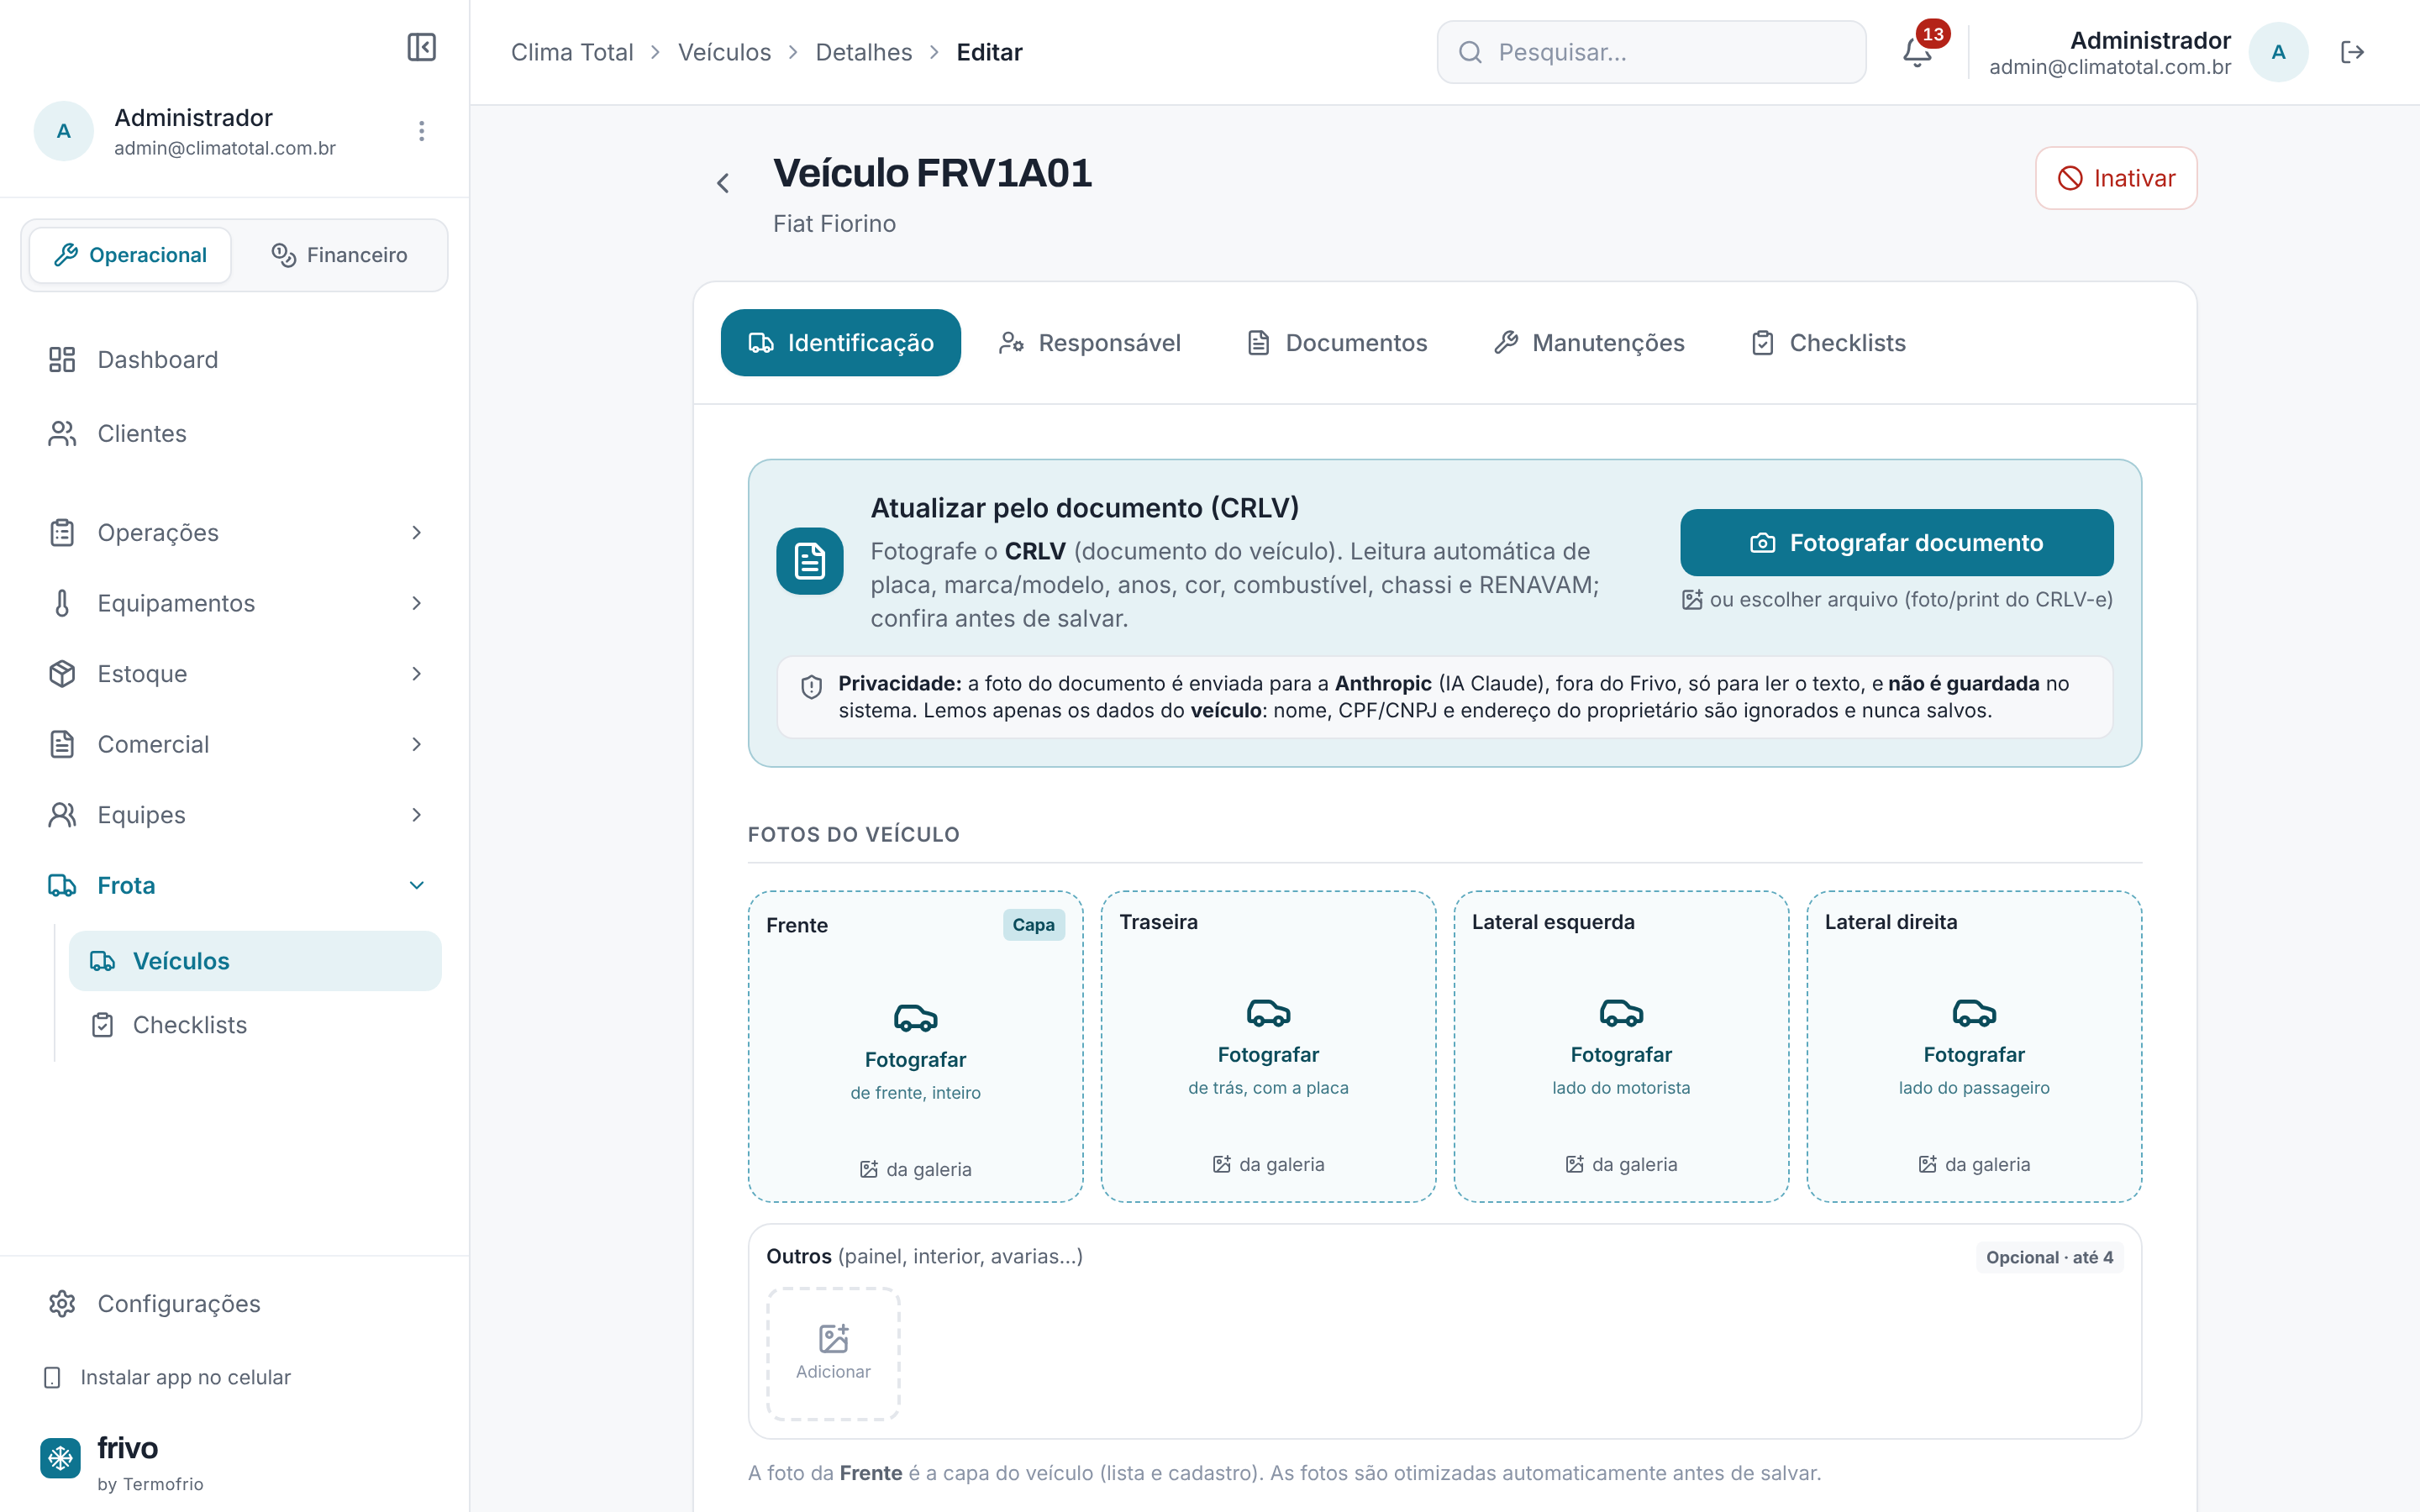 Clima Total > Veículos > Detalhes > Editar
Pesquisar...
13
Administrador
admin@climatotal.com.br
A
A
Administrador
admin@climatotal.com.br
Operacional
Financeiro
Dashboard
Clientes
Operações
Equipamentos
Estoque
Comercial
Equipes
Frota
Veículos
Checklists
Configurações
Instalar app no celular
frivo
by Termofrio
Veículo FRV1A01
Fiat Fiorino
Inativar
Identificação
Responsável
Documentos
Manutenções
Checklists
Atualizar pelo documento (CRLV)
Fotografe o CRLV (documento do veículo). Leitura automática de
placa, marca/modelo, anos, cor, combustível, chassi e RENAVAM;
confira antes de salvar.
Fotografar documento
ou escolher arquivo (foto/print do CRLV-e)
Privacidade: a foto do documento é enviada para a Anthropic (IA Claude), fora do Frivo, só para ler o texto, e não é guardada no
sistema. Lemos apenas os dados do veículo: nome, CPF/CNPJ e endereço do proprietário são ignorados e nunca salvos.
FOTOS DO VEÍCULO
Frente
Capa
Fotografar
de frente, inteiro
da galeria
Traseira
Fotografar
de trás, com a placa
da galeria
Lateral esquerda
Fotografar
lado do motorista
da galeria
Lateral direita
Fotografar
lado do passageiro
da galeria
Outros (painel, interior, avarias...)
Opcional · até 4
Adicionar
A foto da Frente é a capa do veículo (lista e cadastro). As fotos são otimizadas automaticamente antes de salvar.